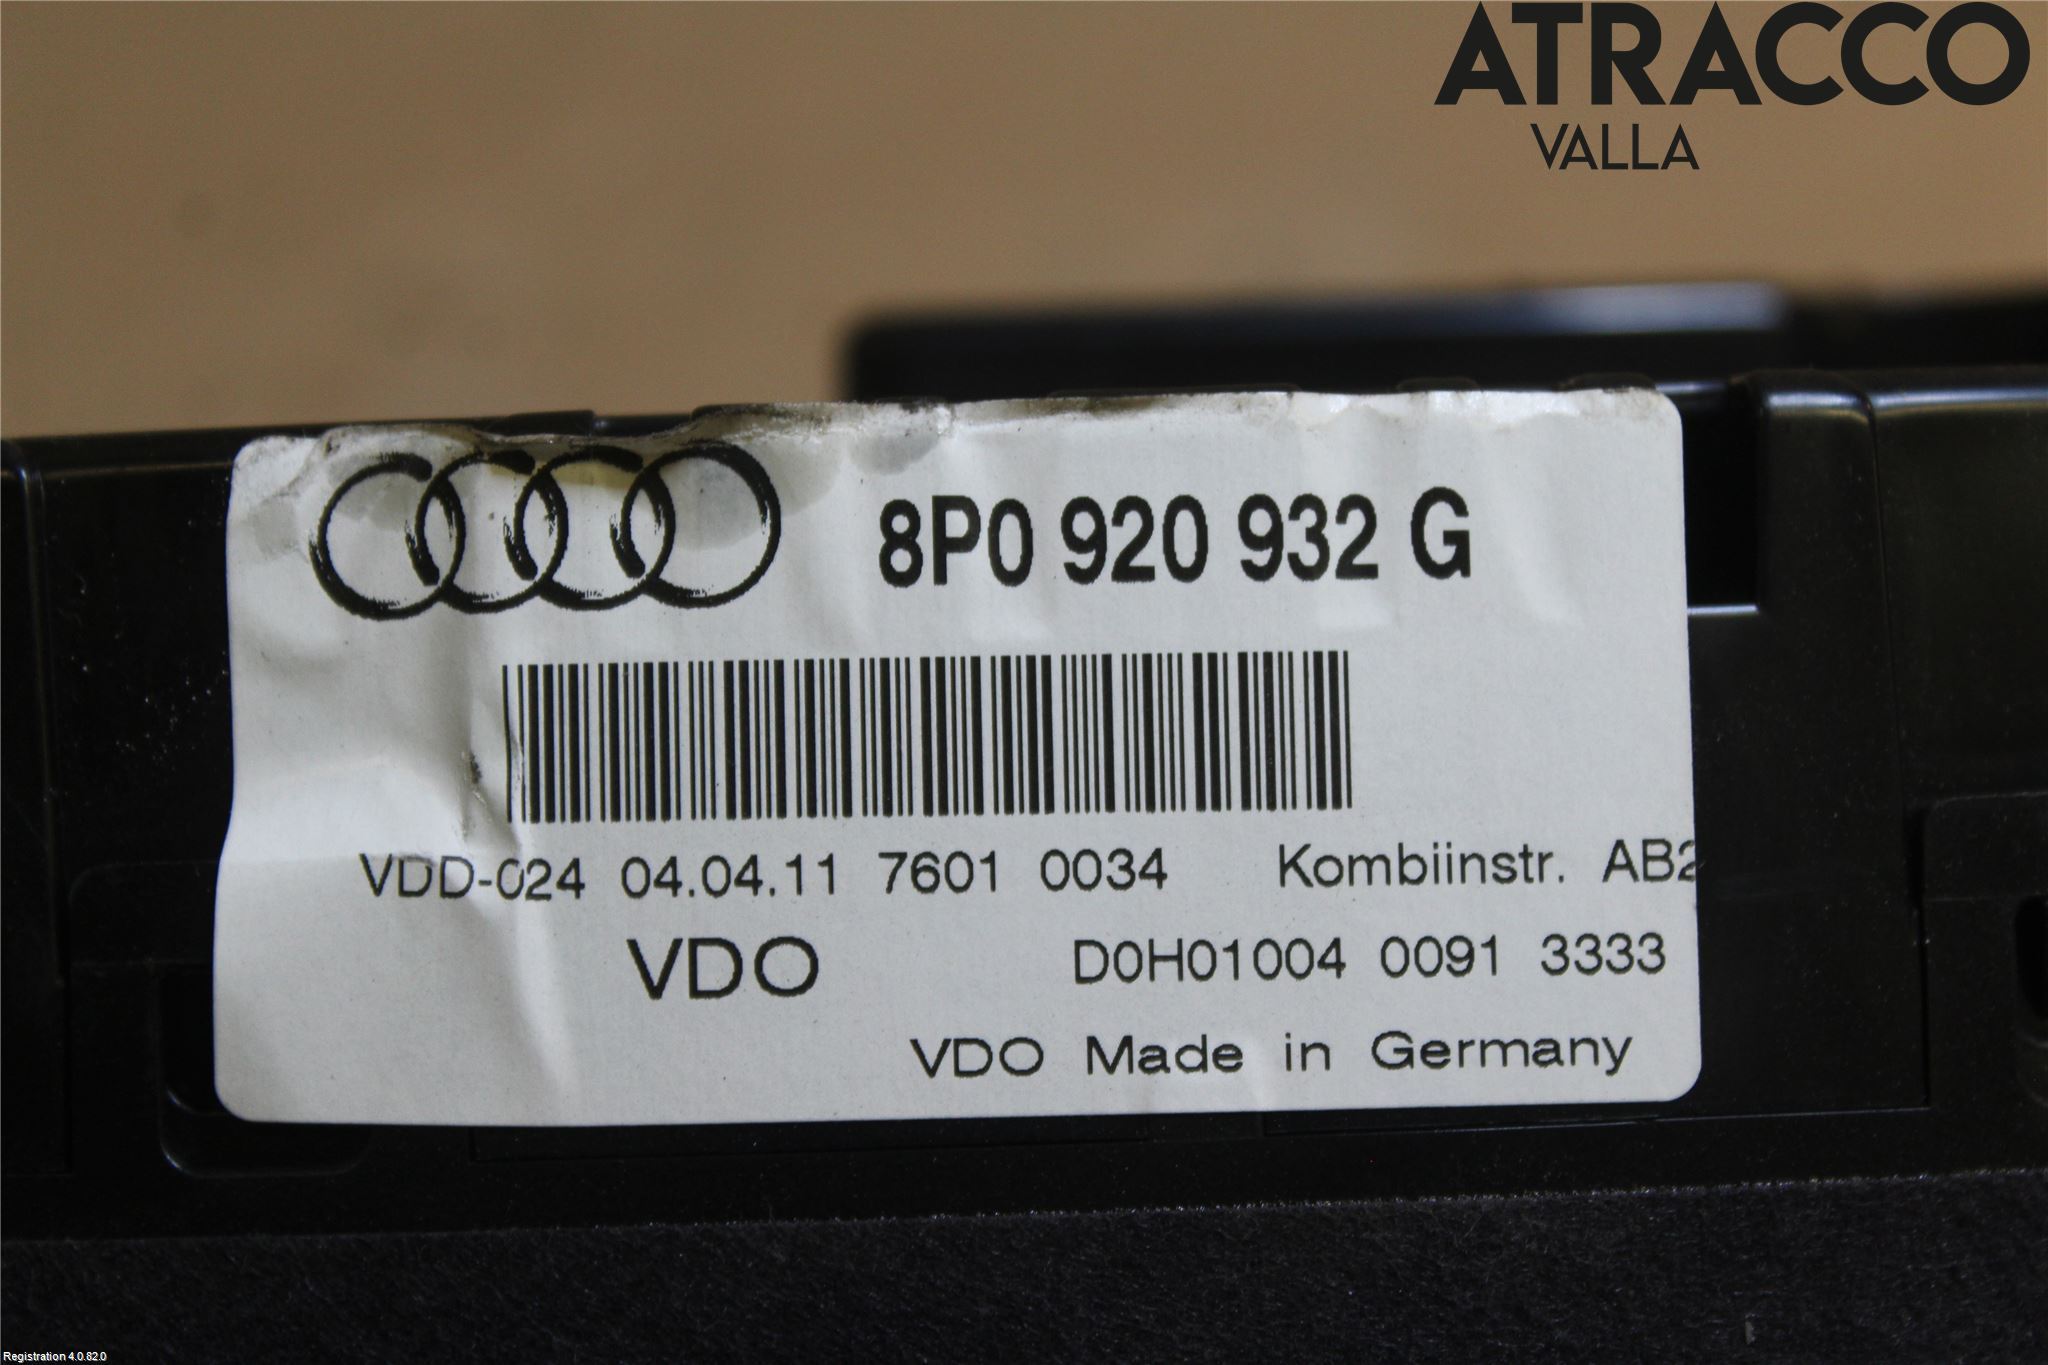 ATRACCO
VALLA
8P0 920 932 G
VDD-024 04.04.11 7601 0034 Kombiinstr. AB2
VDO D0H01004 0091 3333
VDO Made in Germany
Registration 4.0.82.0